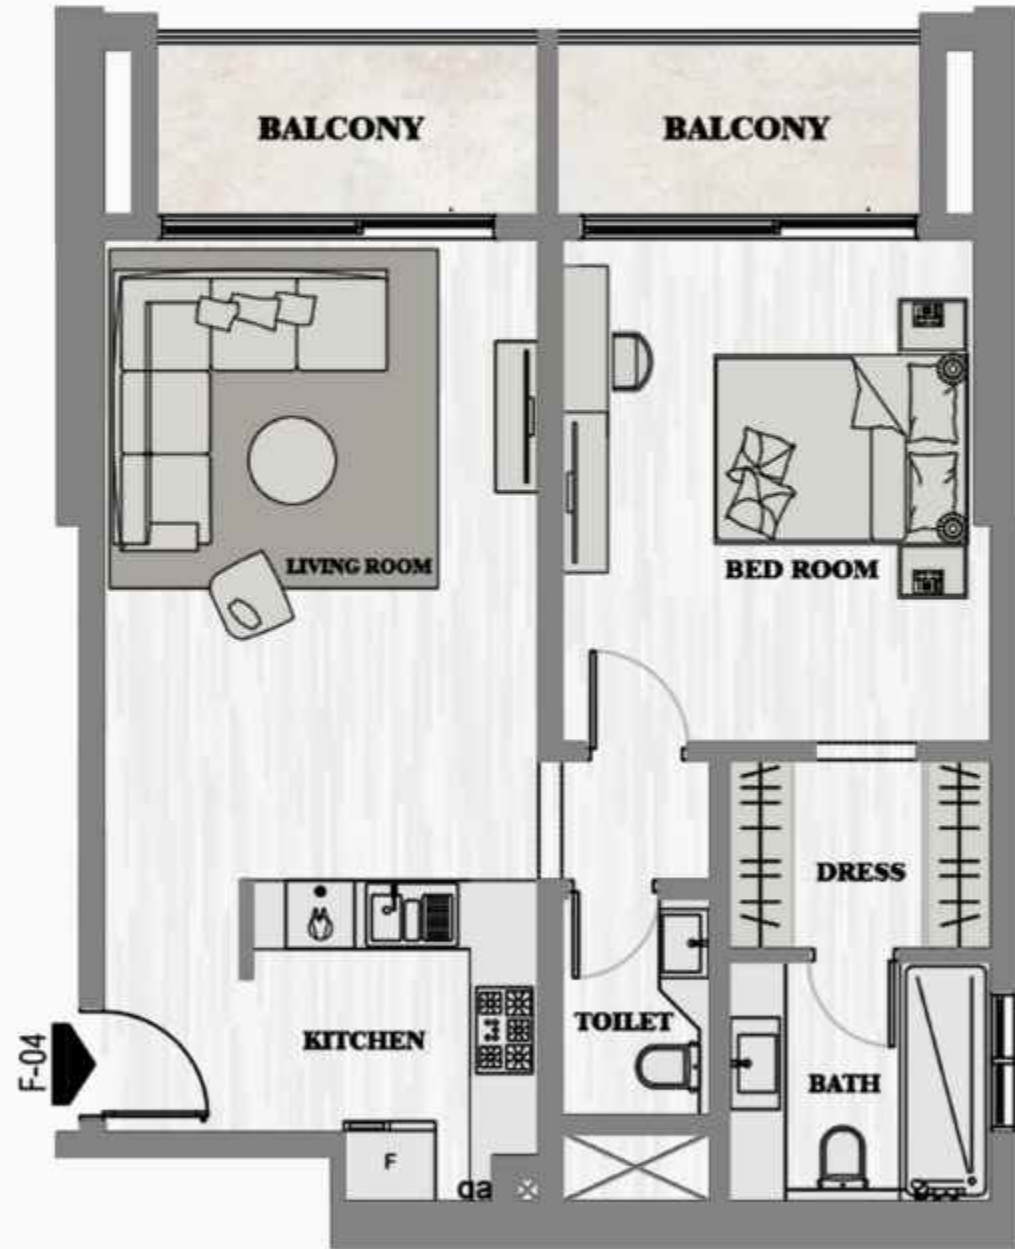 BALCONY
BALCONY
LIVING ROOM
BED ROOM
DRESS
F-04
KITCHEN
TOILET
BATH
F